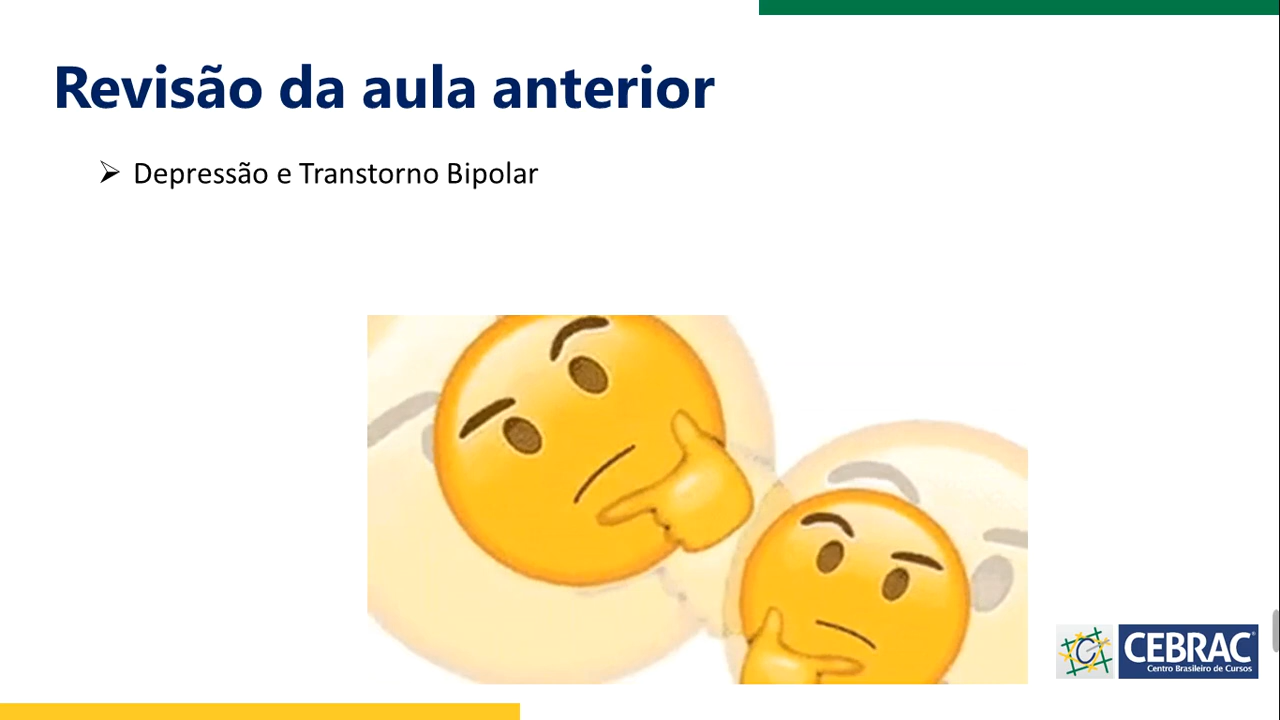 Revisão da aula anterior
➢ Depressão e Transtorno Bipolar
CEBRAC®
Centro Brasileiro de Cursos